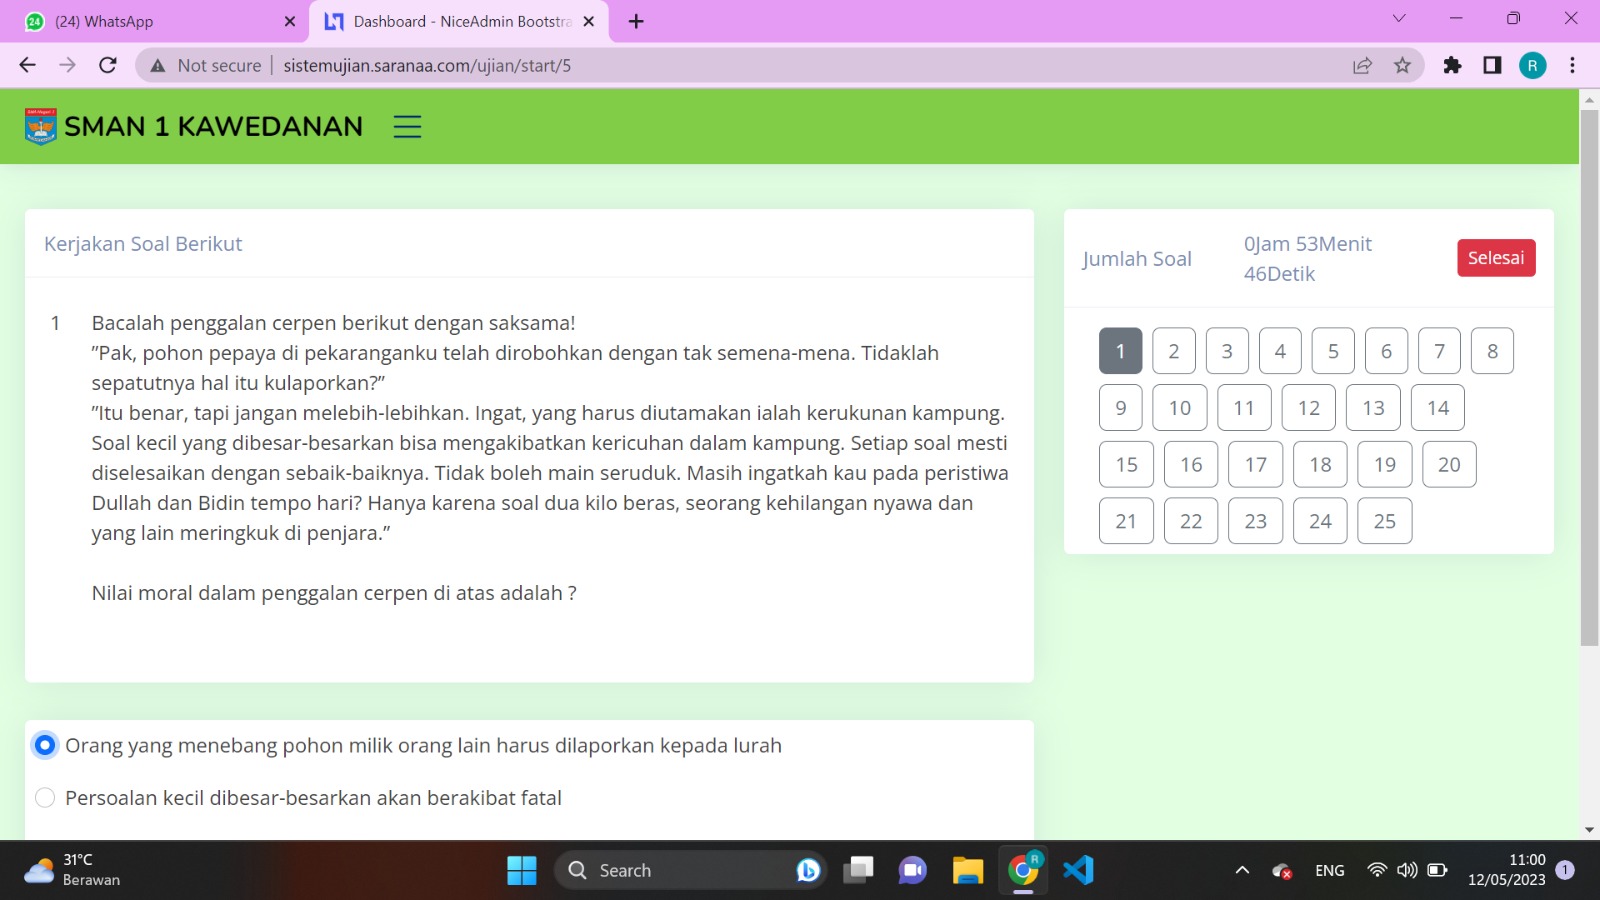 24
(24) WhatsApp
Dashboard - NiceAdmin Bootstra
Not secure
sistemujian.saranaa.com/ujian/start/5
R
SMAN 1 KAWEDANAN
Kerjakan Soal Berikut
1
Bacalah penggalan cerpen berikut dengan saksama!
”Pak, pohon pepaya di pekaranganku telah dirobohkan dengan tak semena-mena. Tidaklah
sepatutnya hal itu kulaporkan?”
”Itu benar, tapi jangan melebih-lebihkan. Ingat, yang harus diutamakan ialah kerukunan kampung.
Soal kecil yang dibesar-besarkan bisa mengakibatkan kericuhan dalam kampung. Setiap soal mesti
diselesaikan dengan sebaik-baiknya. Tidak boleh main seruduk. Masih ingatkah kau pada peristiwa
Dullah dan Bidin tempo hari? Hanya karena soal dua kilo beras, seorang kehilangan nyawa dan
yang lain meringkuk di penjara.”
Nilai moral dalam penggalan cerpen di atas adalah ?
Orang yang menebang pohon milik orang lain harus dilaporkan kepada lurah
Persoalan kecil dibesar-besarkan akan berakibat fatal
Jumlah Soal
0Jam 53Menit
46Detik
Selesai
1 2 3 4 5 6 7 8
9 10 11 12 13 14
15 16 17 18 19 20
21 22 23 24 25
31°C
Berawan
Search
R
ENG
11:00
12/05/2023
1